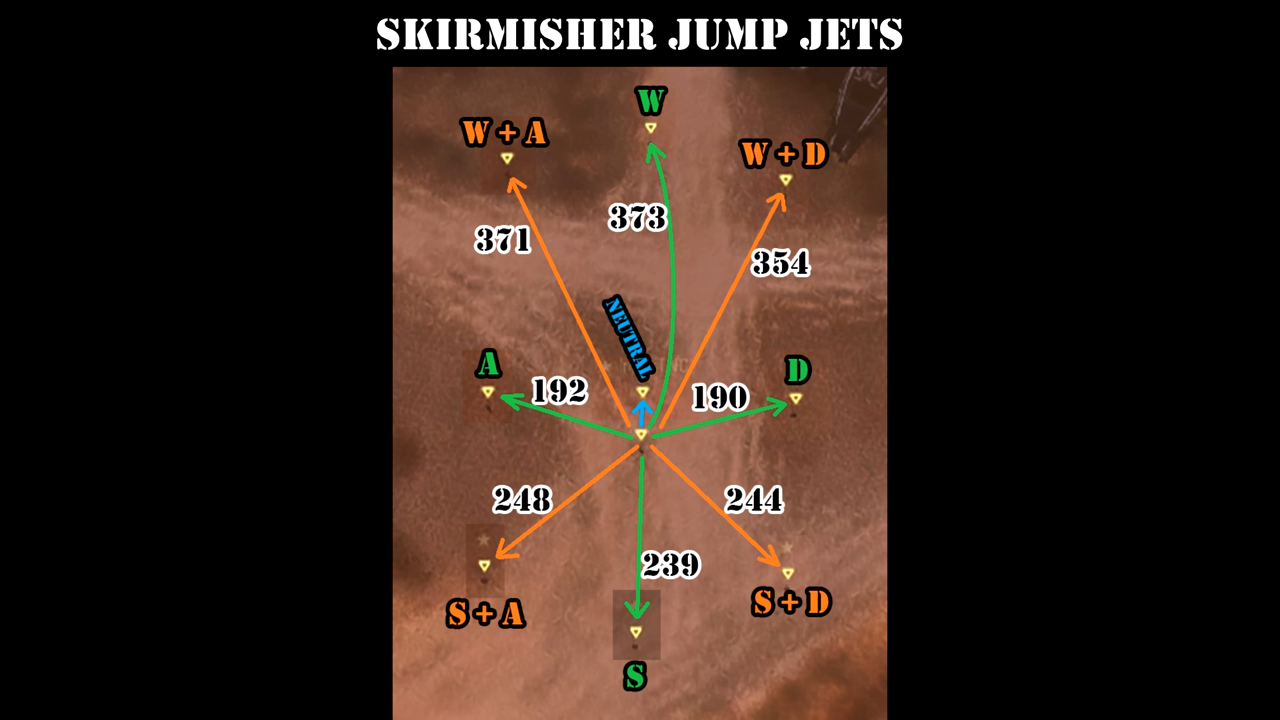 SKIRMISHER JUMP JETS
W
W + A
W + D
373
371
354
NEUTRAL
A
D
192
190
248
244
239
S + A
S + D
S